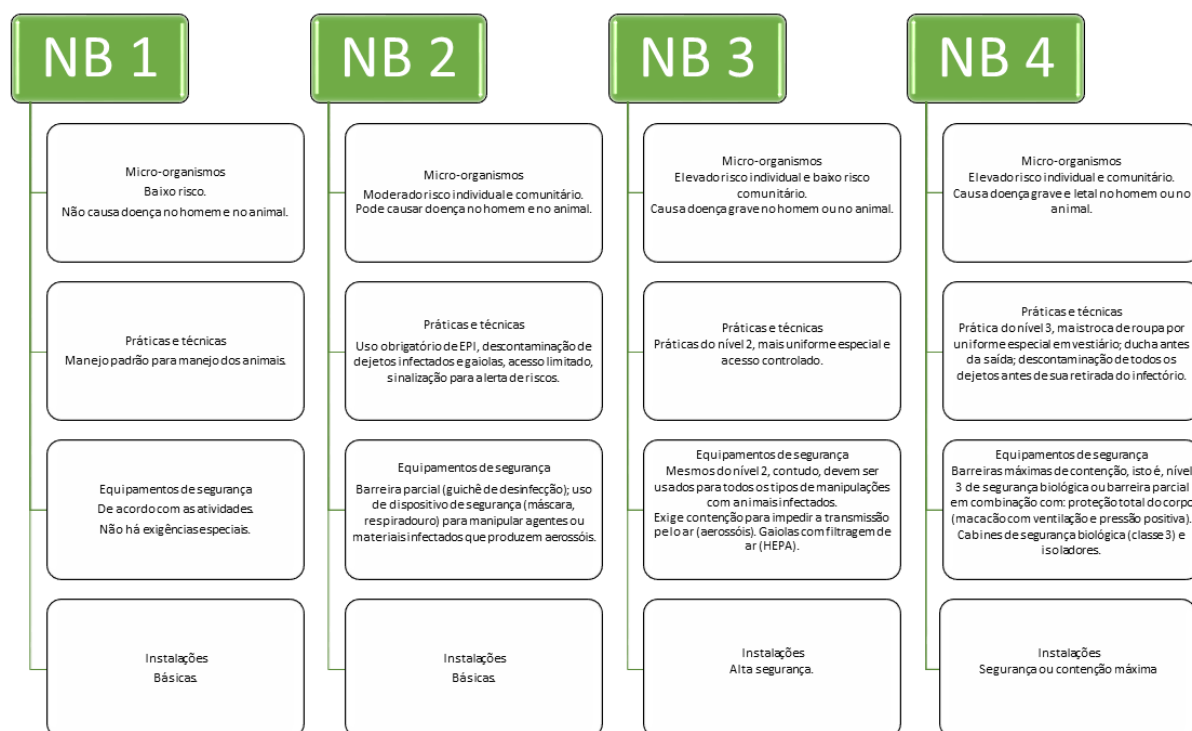 NB 1
Micro-organismos
Baixo risco.
Não causa doença no homem e no animal.
Práticas e técnicas
Manejo padrão para manejo dos animais.
Equipamentos de segurança
De acordo com as atividades.
Não há exigências especiais.
Instalações
Básicas.
NB 2
Micro-organismos
Moderado risco individual e comunitário.
Pode causar doença no homem e no animal.
Práticas e técnicas
Uso obrigatório de EPI, descontaminação de
dejetos infectados e gaiolas, acesso limitado,
sinalização para alerta de riscos.
Equipamentos de segurança
Barreira parcial (guichê de desinfecção); uso
de dispositivo de segurança (máscara,
respiradouro) para manipular agentes ou
materiais infectados que produzem aerossóis.
Instalações
Básicas.
NB 3
Micro-organismos
Elevado risco individual e baixo risco
comunitário.
Causa doença grave no homem ou no animal.
Práticas e técnicas
Práticas do nível 2, mais uniforme especial e
acesso controlado.
Equipamentos de segurança
Mesmos do nível 2, contudo, devem ser
usados para todos os tipos de manipulações
com animais infectados.
Exige contenção para impedir a transmissão
pelo ar (aerossóis). Gaiolas com filtragem de
ar (HEPA).
Instalações
Alta segurança.
NB 4
Micro-organismos
Elevado risco individual e comunitário.
Causa doença grave e letal no homem ou no
animal.
Práticas e técnicas
Prática do nível 3, mais troca de roupa por
uniforme especial em vestiário; ducha antes
da saída; descontaminação de todos os
dejetos antes de sua retirada do infectório.
Equipamentos de segurança
Barreiras máximas de contenção, isto é, nível
3 de segurança biológica ou barreira parcial
em combinação com: proteção total do corpo
(macacão com ventilação e pressão positiva).
Cabines de segurança biológica (classe 3) e
isoladores.
Instalações
Segurança ou contenção máxima